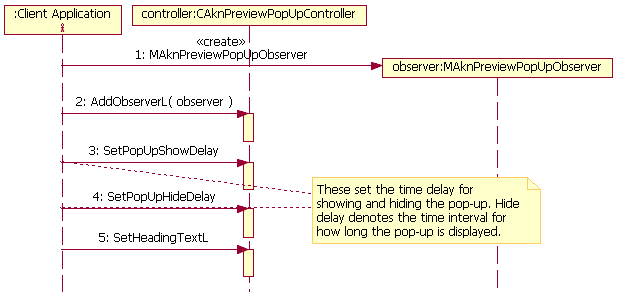 :Client Application
controller:CAknPreviewPopUpController
«create»
1: MAknPreviewPopUpObserver
observer:MAknPreviewPopUpObserver
2: AddObserverL( observer )
3: SetPopUpShowDelay
4: SetPopUpHideDelay
These set the time delay for
showing and hiding the pop-up. Hide
delay denotes the time interval for
how long the pop-up is displayed.
5: SetHeadingTextL